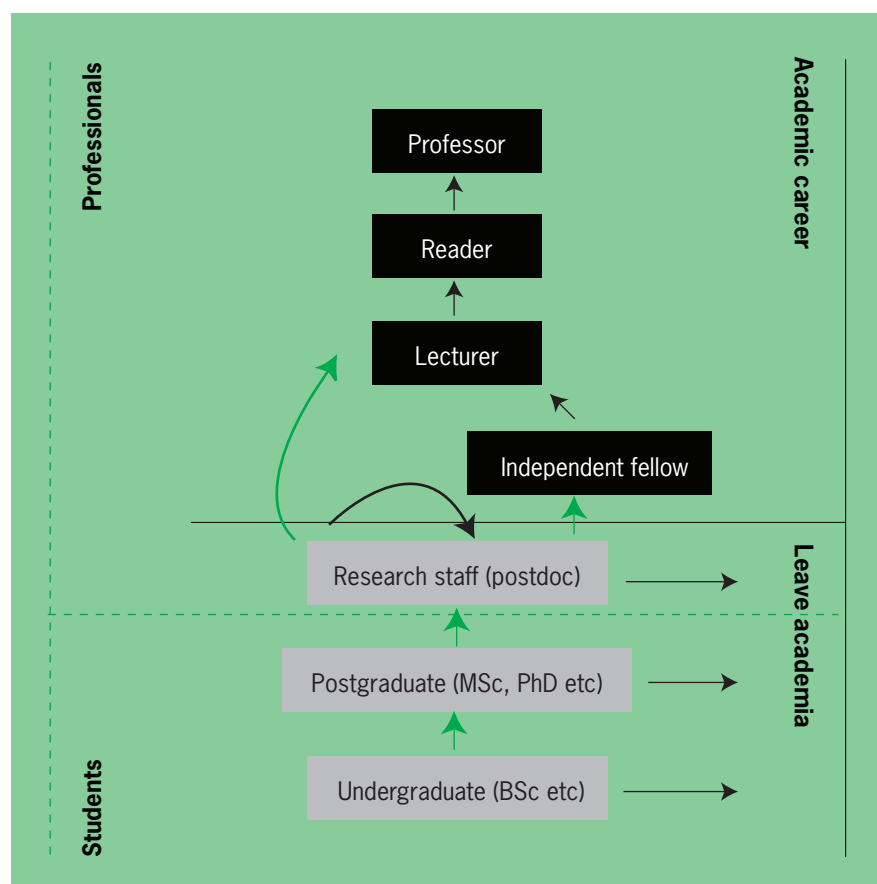 Professionals
Academic career
Professor
Reader
Lecturer
Independent fellow
Research staff (postdoc)
Leave academia
Postgraduate (MSc, PhD etc)
Students
Undergraduate (BSc etc)